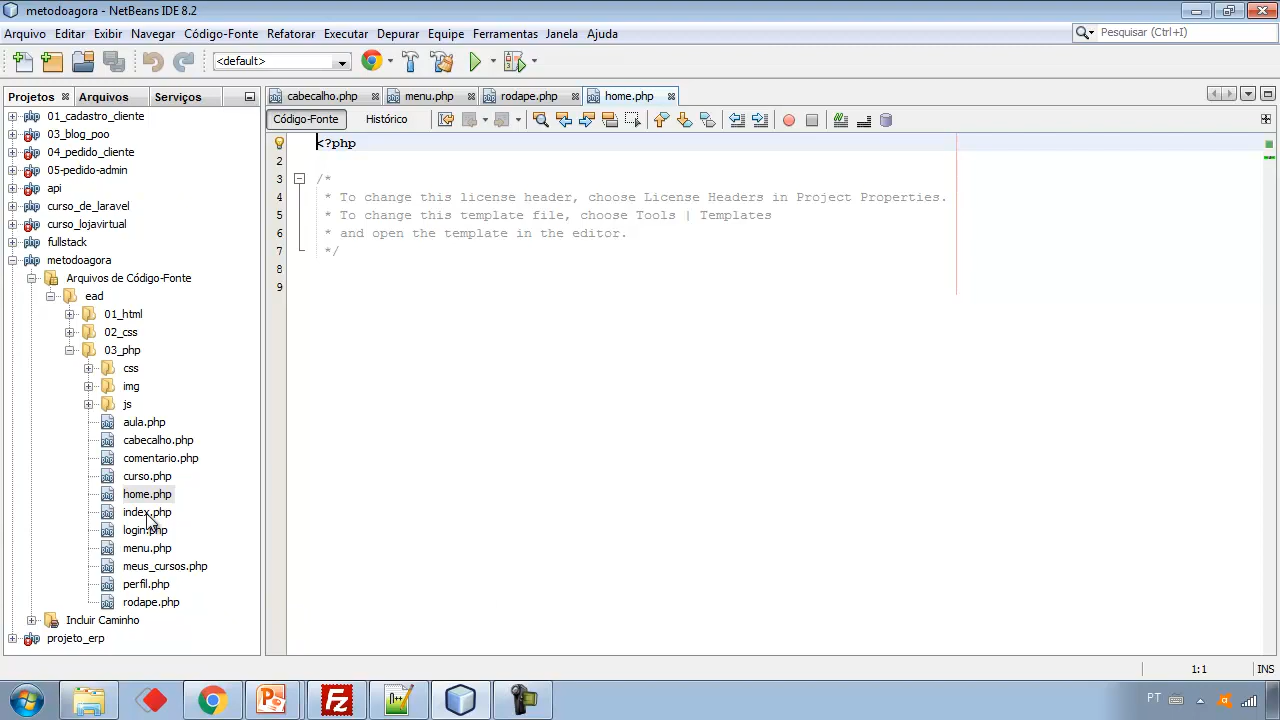 metodoagora - NetBeans IDE 8.2
Arquivo Editar Exibir Navegar Código-Fonte Refatorar Executar Depurar Equipe Ferramentas Janela Ajuda
Pesquisar (Ctrl+I)
<default>
Projetos Arquivos Serviços
cabecalho.php menu.php rodape.php home.php
Código-Fonte Histórico
01_cadastro_cliente
03_blog_poo
04_pedido_cliente
05-pedido-admin
api
curso_de_laravel
curso_lojavirtual
fullstack
metodoagora
Arquivos de Código-Fonte
ead
01_html
02_css
03_php
css
img
js
aula.php
cabecalho.php
comentario.php
curso.php
home.php
index.php
login.php
menu.php
meus_cursos.php
perfil.php
rodape.php
Incluir Caminho
projeto_erp
<?php
2
3 /*
4 * To change this license header, choose License Headers in Project Properties.
5 * To change this template file, choose Tools | Templates
6 * and open the template in the editor.
7 */
8
9
1:1 INS
PT